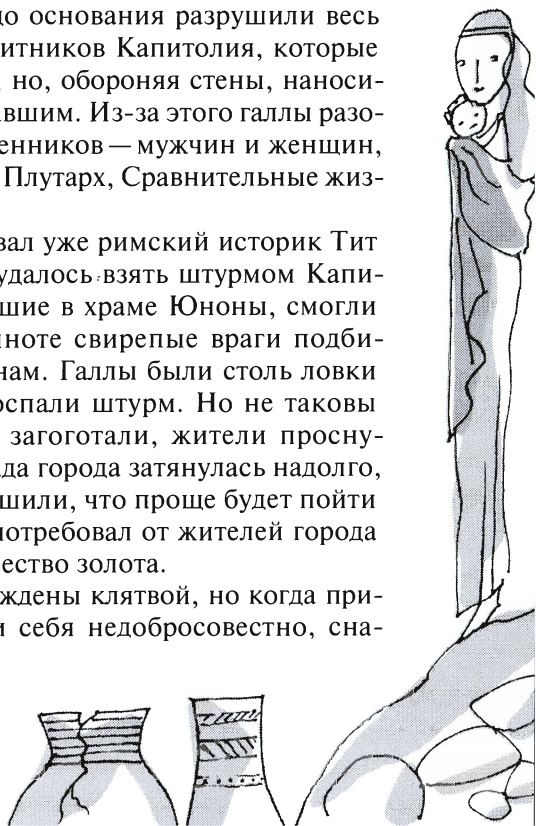 до основания разрушили весь
итников Капитолия, которые
но, обороняя стены, наноси-
вшим. Из-за этого галлы разо-
енников — мужчин и женщин,
Плутарх, Сравнительные жиз-
вал уже римский историк Тит
удалось взять штурмом Капи-
шие в храме Юноны, смогли
ноте свирепые враги подби-
нам. Галлы были столь ловки
оспали штурм. Но не таковы
загоготали, жители просну-
да города затянулась надолго,
шили, что проще будет пойти
потребовал от жителей города
ество золота.
ждены клятвой, но когда при-
и себя недобросовестно, сна-